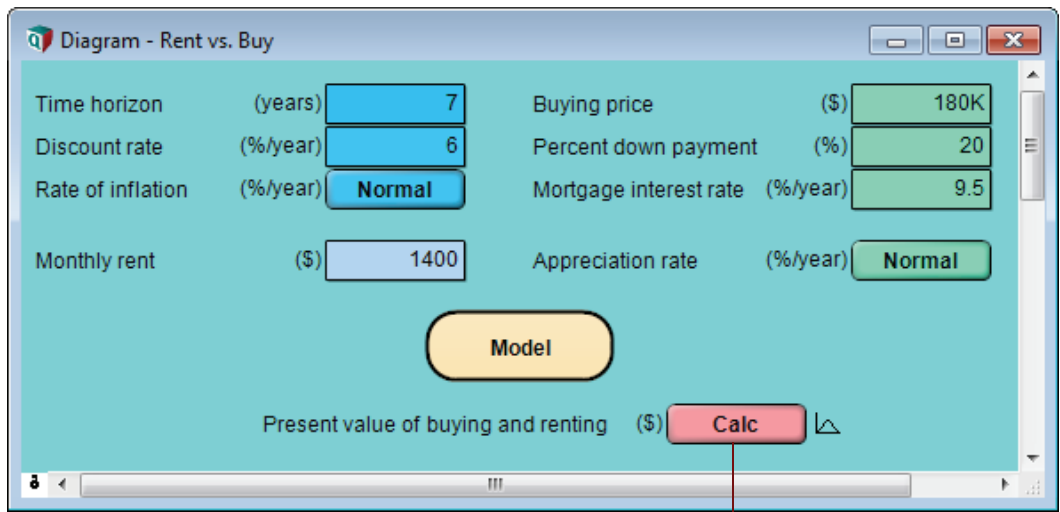 Diagram - Rent vs. Buy
Time horizon (years) 7 Buying price ($) 180K
Discount rate (%/year) 6 Percent down payment (%) 20
Rate of inflation (%/year) Normal Mortgage interest rate (%/year) 9.5
Monthly rent ($) 1400 Appreciation rate (%/year) Normal
Model
Present value of buying and renting ($) Calc